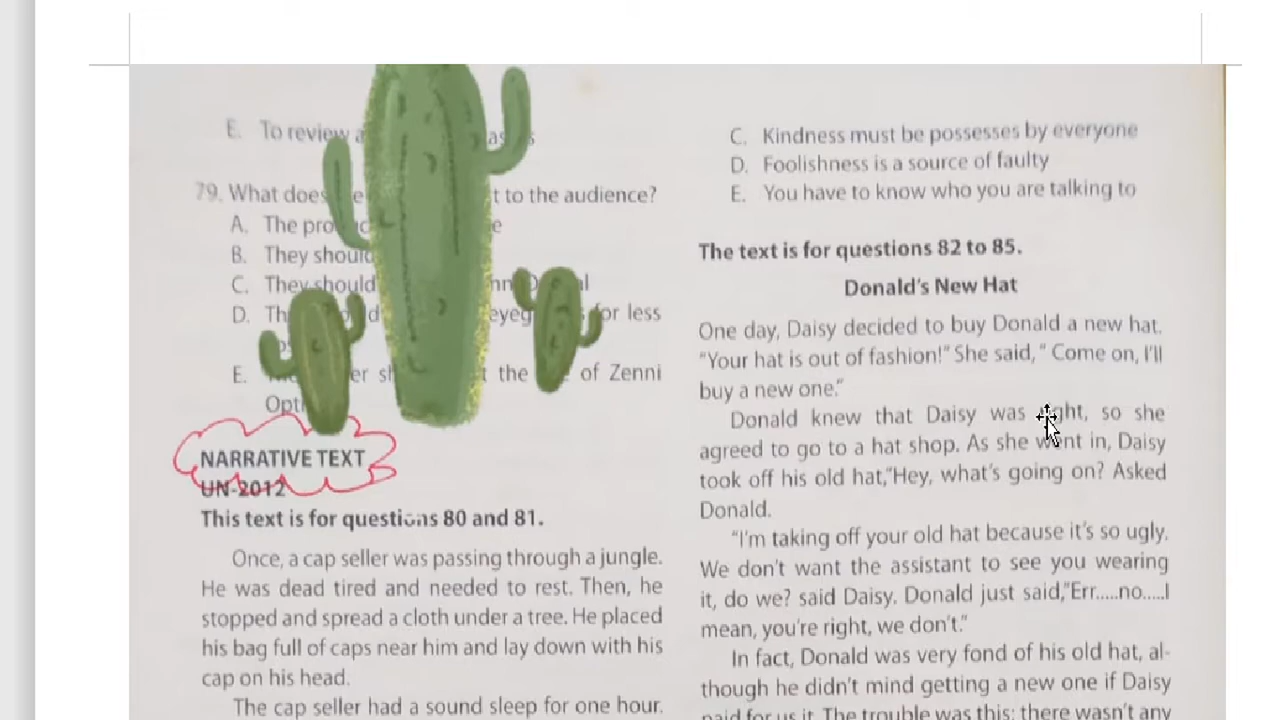 E. To review a
79. What does t to the audience?
A. The
B. They should
C. They should
D. for less
E. the of Zenni
NARRATIVE TEXT
UN-2012
This text is for questions 80 and 81.
Once, a cap seller was passing through a jungle.
He was dead tired and needed to rest. Then, he
stopped and spread a cloth under a tree. He placed
his bag full of caps near him and lay down with his
cap on his head.
The cap seller had a sound sleep for one hour.
C. Kindness must be possesses by everyone
D. Foolishness is a source of faulty
E. You have to know who you are talking to
The text is for questions 82 to 85.
Donald's New Hat
One day, Daisy decided to buy Donald a new hat.
"Your hat is out of fashion!" She said, " Come on, I'll
buy a new one."
Donald knew that Daisy was right, so she
agreed to go to a hat shop. As she went in, Daisy
took off his old hat,"Hey, what's going on? Asked
Donald.
"I'm taking off your old hat because it's so ugly.
We don't want the assistant to see you wearing
it, do we? said Daisy. Donald just said,"Err.....no....I
mean, you're right, we don't."
In fact, Donald was very fond of his old hat, al-
though he didn't mind getting a new one if Daisy
paid for us it. The trouble was this: there wasn't any